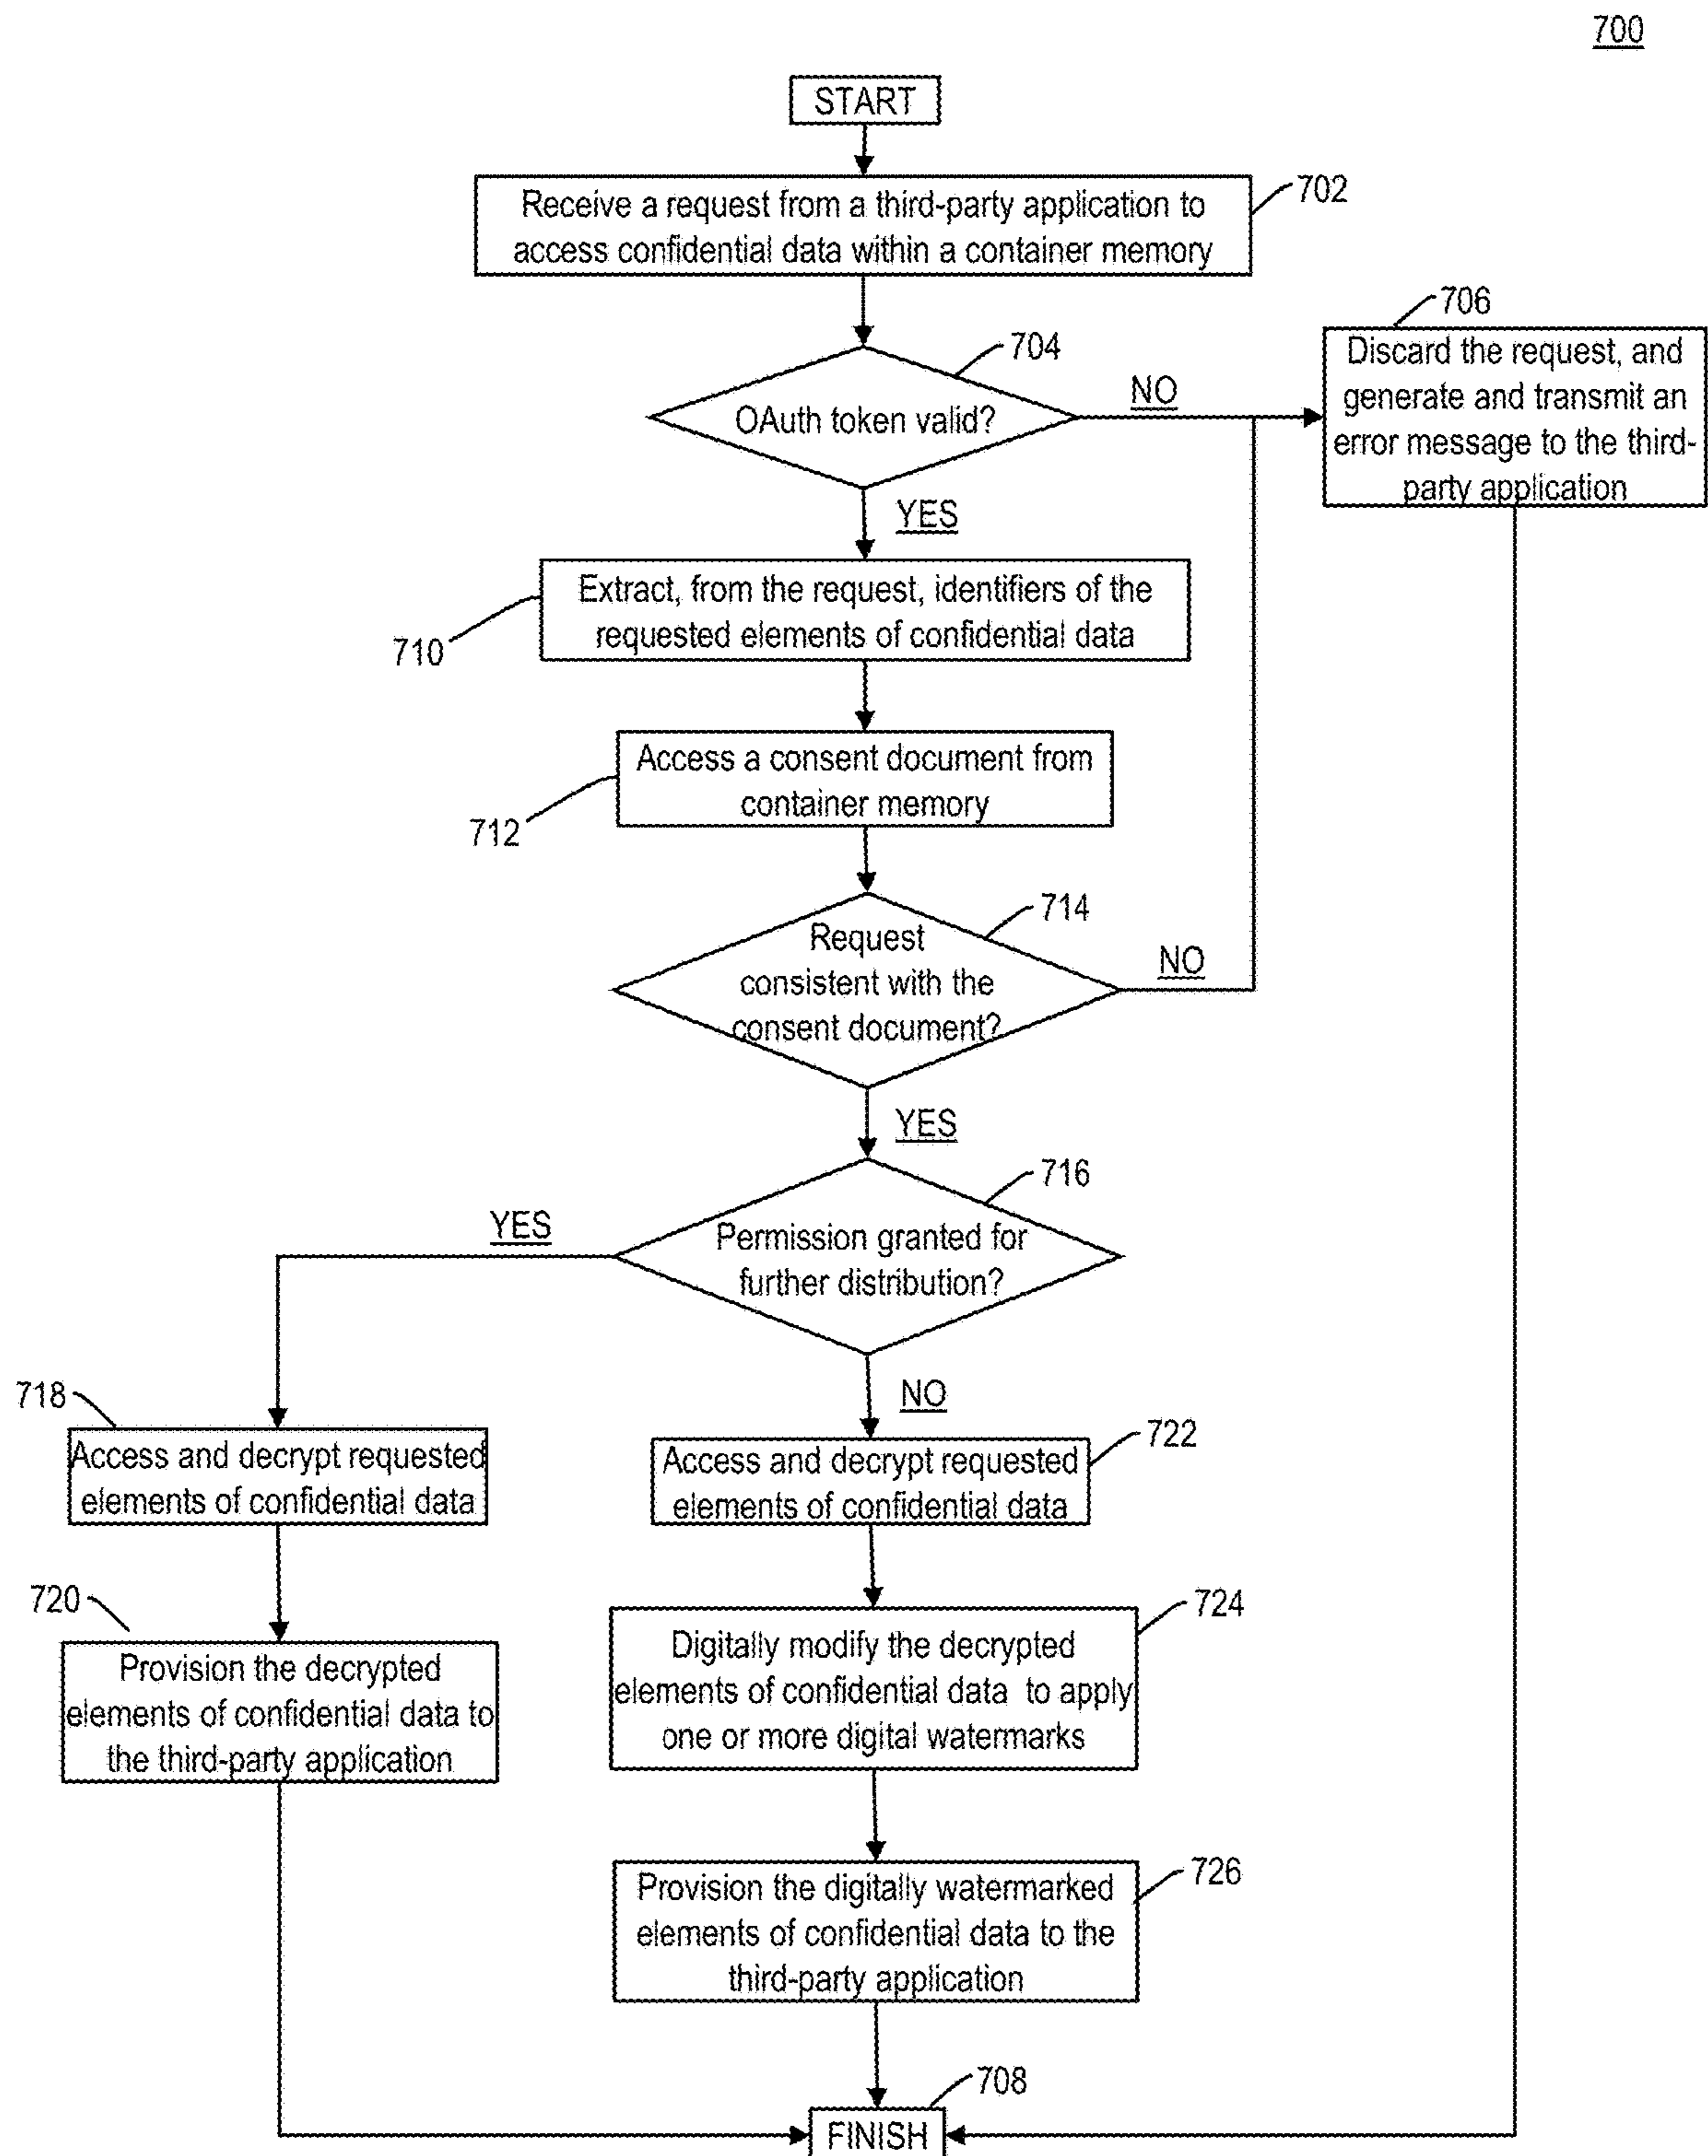 700
START
702
Receive a request from a third-party application to
access confidential data within a container memory
704
OAuth token valid?
NO
706
Discard the request, and
generate and transmit an
error message to the third-
party application
YES
710
Extract, from the request, identifiers of the
requested elements of confidential data
712
Access a consent document from
container memory
714
Request
consistent with the
consent document?
NO
YES
716
Permission granted for
further distribution?
YES
NO
718
Access and decrypt requested
elements of confidential data
722
Access and decrypt requested
elements of confidential data
720
Provision the decrypted
elements of confidential data to
the third-party application
724
Digitally modify the decrypted
elements of confidential data to apply
one or more digital watermarks
726
Provision the digitally watermarked
elements of confidential data to the
third-party application
708
FINISH